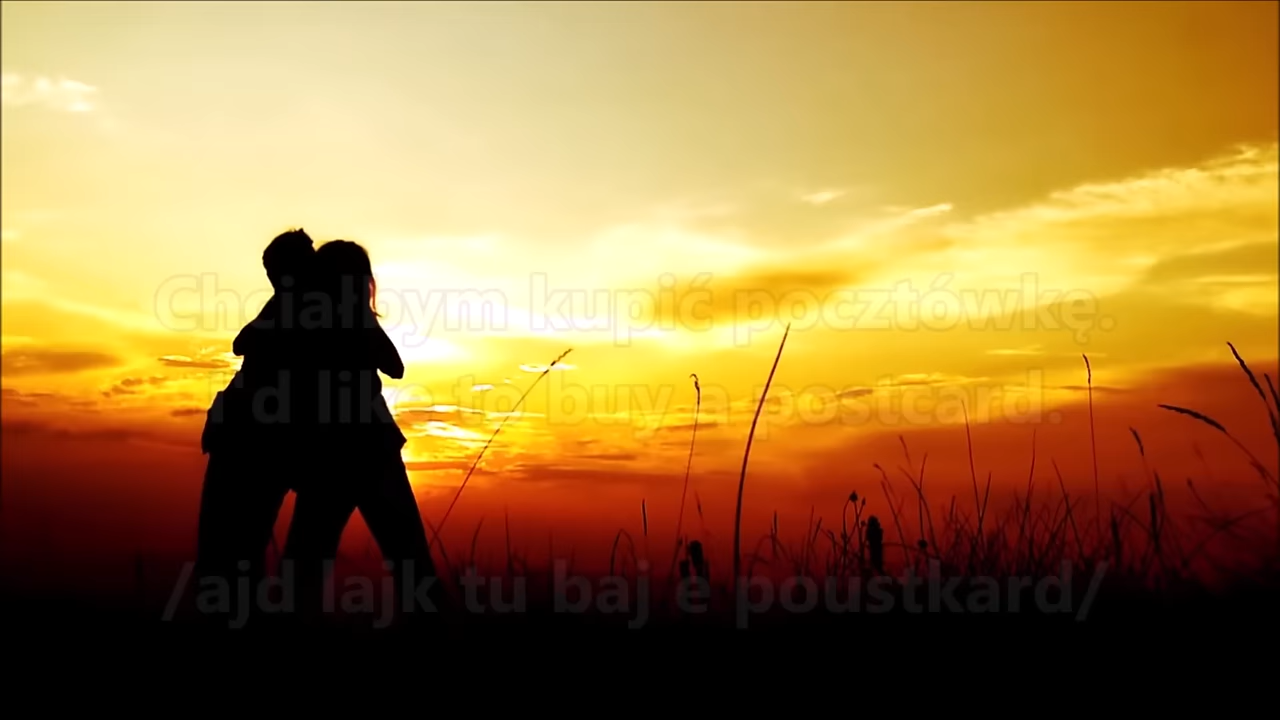 Chciałbym kupić pocztówkę.
I'd like to buy a postcard.
/ajd lajk tu baj e poustkard/